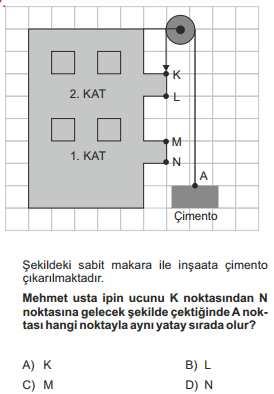 K
2. KAT
L
M
1. KAT
N
A
Çimento
Şekildeki sabit makara ile inşaata çimento
çıkarılmaktadır.
Mehmet usta ipin ucunu K noktasından N
noktasına gelecek şekilde çektiğinde A nok-
tası hangi noktayla aynı yatay sırada olur?
A) K
B) L
C) M
D) N